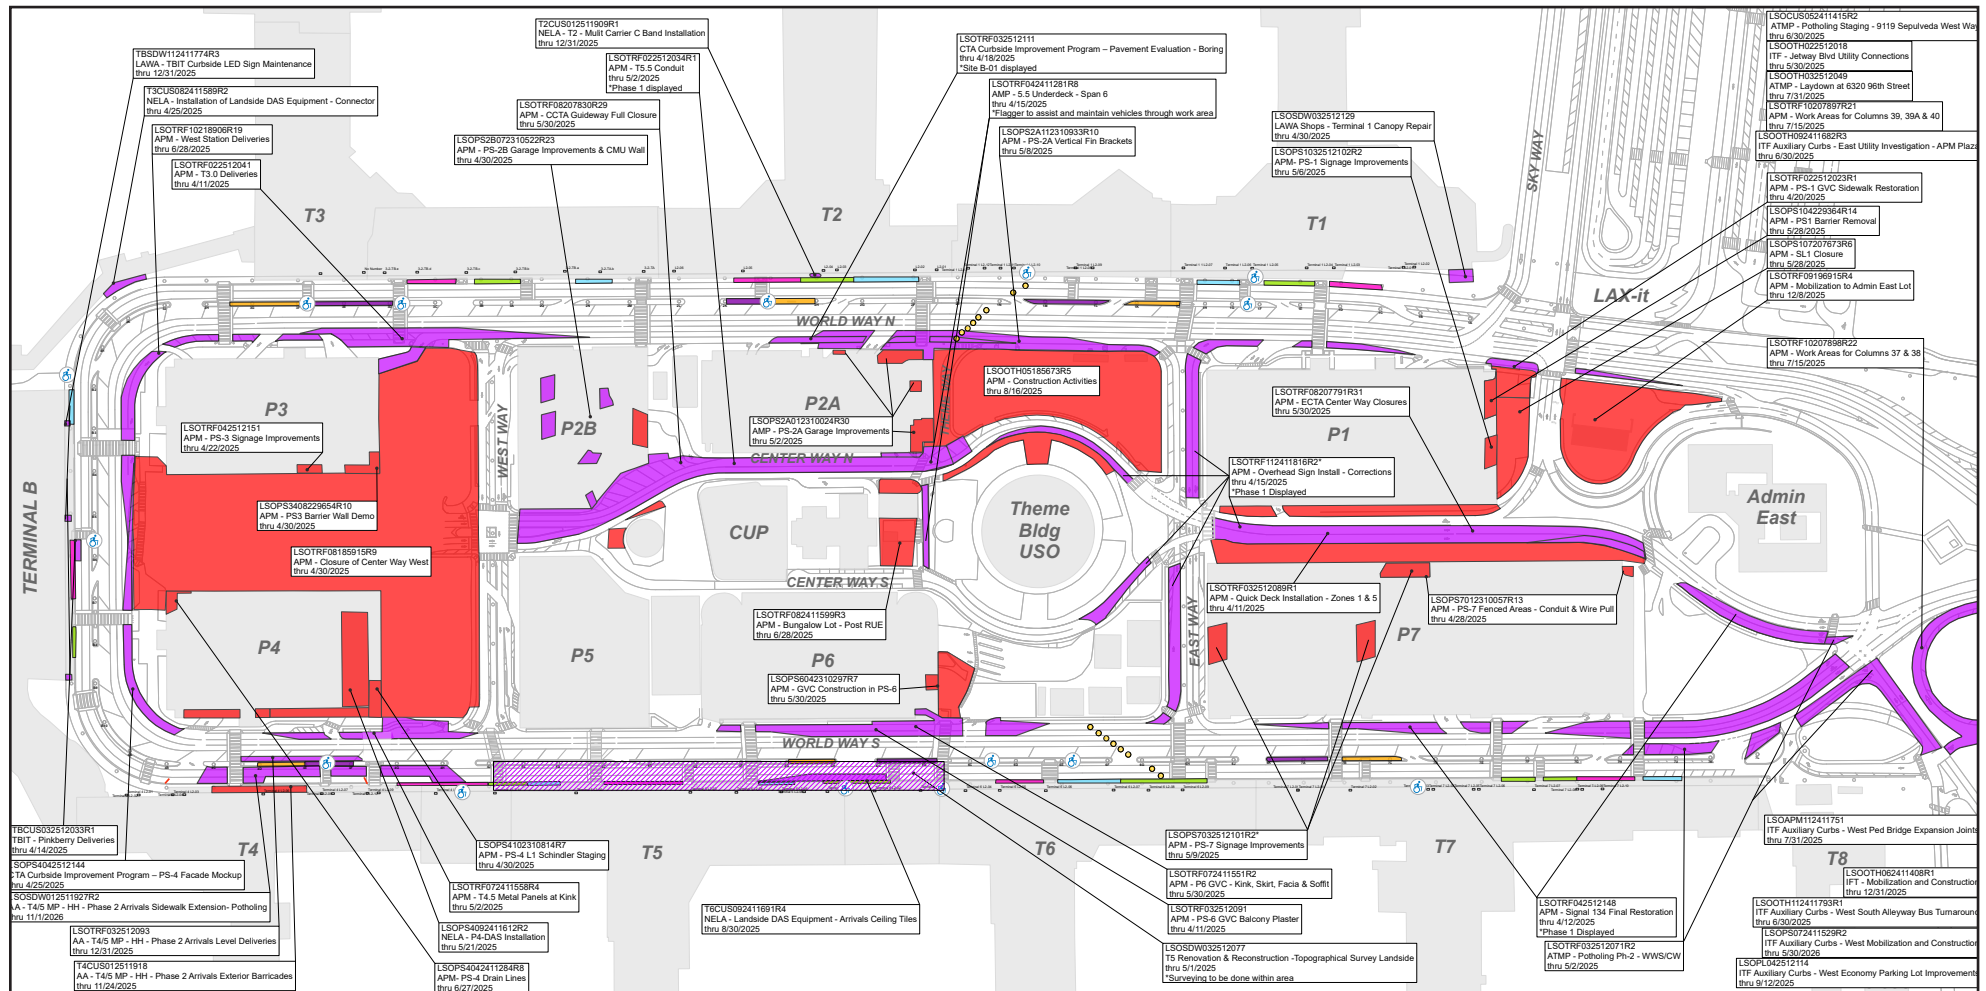 T2CUS012511909R1
NELA - T2 - Mulit Carrier C Band Installation
thru 12/31/2025
TBSDW112411774R3
LAWA - TBIT Curbside LED Sign Maintenance
thru 12/31/2025
T3CUS082411589R2
NELA - Installation of Landside DAS Equipment - Connector
thru 4/25/2025
LSOTRF10218906R19
APM - West Station Deliveries
thru 6/28/2025
LSOTRF022512041
APM - T3.0 Deliveries
thru 4/11/2025
LSOTRF022512034R1
APM - T5.5 Conduit
thru 5/2/2025
*Phase 1 displayed
LSOTRF08207830R29
APM - CCTA Guideway Full Closure
thru 5/30/2025
LSOPS2B072310522R23
APM - PS-2B Garage Improvements & CMU Wall
thru 4/30/2025
LSOTRF032512111
CTA Curbside Improvement Program – Pavement Evaluation - Boring
thru 4/18/2025
*Site B-01 displayed
LSOTRF042411281R8
AMP - 5.5 Underdeck - Span 6
thru 4/15/2025
*Flagger to assist and maintain vehicles through work area
LSOPS2A112310933R10
APM - PS-2A Vertical Fin Brackets
thru 5/8/2025
LSOSDW032512129
LAWA Shops - Terminal 1 Canopy Repair
thru 4/30/2025
LSOPS1032512102R2
APM- PS-1 Signage Improvements
thru 5/6/2025
LSOCUS052411415R2
ATMP - Potholing Staging - 9119 Sepulveda West Way
thru 6/30/2025
LSOOTH022512018
ITF - Jetway Blvd Utility Connections
thru 5/30/2025
LSOOTH032512049
ATMP - Laydown at 6320 96th Street
thru 7/31/2025
LSOTRF10207897R21
APM - Work Areas for Columns 39, 39A & 40
thru 7/15/2025
LSOOTH092411682R3
ITF Auxiliary Curbs - East Utility Investigation - APM Plaza
thru 6/30/2025
LSOTRF022512023R1
APM - PS-1 GVC Sidewalk Restoration
thru 4/20/2025
LSOPS104229364R14
APM - PS1 Barrier Removal
thru 5/28/2025
LSOPS107207673R6
APM - SL1 Closure
thru 5/28/2025
LSOTRF09196915R4
APM - Mobilization to Admin East Lot
thru 12/8/2025
LSOTRF10207898R22
APM - Work Areas for Columns 37 & 38
thru 7/15/2025
SKY WAY
T3
T2
T1
LAX-it
WORLD WAY N
P3
P2B
P2A
P1
LSOOTH05185673R5
APM - Construction Activities
thru 8/16/2025
LSOTRF08207791R31
APM - ECTA Center Way Closures
thru 5/30/2025
LSOPS2A012310024R30
AMP - PS-2A Garage Improvements
thru 5/2/2025
LSOTRF042512151
APM - PS-3 Signage Improvements
thru 4/22/2025
WEST WAY
CENTER WAY N
LSOTRF112411816R2*
APM - Overhead Sign Install - Corrections
thru 4/15/2025
*Phase 1 Displayed
LSOPS3408229654R10
APM - PS3 Barrier Wall Demo
thru 4/30/2025
LSOTRF08185915R9
APM - Closure of Center Way West
thru 4/30/2025
TERMINAL B
CUP
Theme
Bldg
USO
Admin
East
CENTER WAY S
LSOTRF032512089R1
APM - Quick Deck Installation - Zones 1 & 5
thru 4/11/2025
LSOPS7012310057R13
APM - PS-7 Fenced Areas - Conduit & Wire Pull
thru 4/28/2025
LSOTRF082411599R3
APM - Bungalow Lot - Post RUE
thru 6/28/2025
EAST WAY
P4
P5
P6
P7
LSOPS6042310297R7
APM - GVC Construction in PS-6
thru 5/30/2025
WORLD WAY S
T4
T5
T6
T7
T8
TBCUS032512033R1
TBIT - Pinkberry Deliveries
thru 4/14/2025
SOPS4042512144
CTA Curbside Improvement Program – PS-4 Facade Mockup
thru 4/25/2025
SOSDW012511927R2
AA - T4/5 MP - HH - Phase 2 Arrivals Sidewalk Extension- Potholing
thru 11/1/2026
LSOTRF032512093
AA - T4/5 MP - HH - Phase 2 Arrivals Level Deliveries
thru 12/31/2025
T4CUS012511918
AA - T4/5 MP - HH - Phase 2 Arrivals Exterior Barricades
thru 11/24/2025
LSOPS4102310814R7
APM - PS-4 L1 Schindler Staging
thru 4/30/2025
LSOTRF072411558R4
APM - T4.5 Metal Panels at Kink
thru 5/2/2025
LSOPS4092411612R2
NELA - P4-DAS Installation
thru 5/21/2025
LSOPS4042411284R8
APM- PS-4 Drain Lines
thru 6/27/2025
T6CUS092411691R4
NELA - Landside DAS Equipment - Arrivals Ceiling Tiles
thru 8/30/2025
LSOPS7032512101R2*
APM - PS-7 Signage Improvements
thru 5/9/2025
LSOTRF072411551R2
APM - P6 GVC - Kink, Skirt, Facia & Soffit
thru 5/30/2025
LSOTRF032512091
APM - PS-6 GVC Balcony Plaster
thru 4/11/2025
LSOSDW032512077
T5 Renovation & Reconstruction -Topographical Survey Landside
thru 5/1/2025
*Surveying to be done within area
LSOTRF042512148
APM - Signal 134 Final Restoration
thru 4/12/2025
*Phase 1 Displayed
LSOTRF032512071R2
ATMP - Potholing Ph-2 - WWS/CW
thru 5/2/2025
LSOAPM112411751
ITF Auxiliary Curbs - West Ped Bridge Expansion Joints
thru 7/31/2025
LSOOTH062411408R1
IFT - Mobilization and Construction
thru 12/31/2025
LSOOTH112411793R1
ITF Auxiliary Curbs - West South Alleyway Bus Turnaround
thru 6/30/2025
LSOPS072411529R2
ITF Auxiliary Curbs - West Mobilization and Construction
thru 5/30/2026
LSOPL042512114
ITF Auxiliary Curbs - West Economy Parking Lot Improvements
thru 9/12/2025